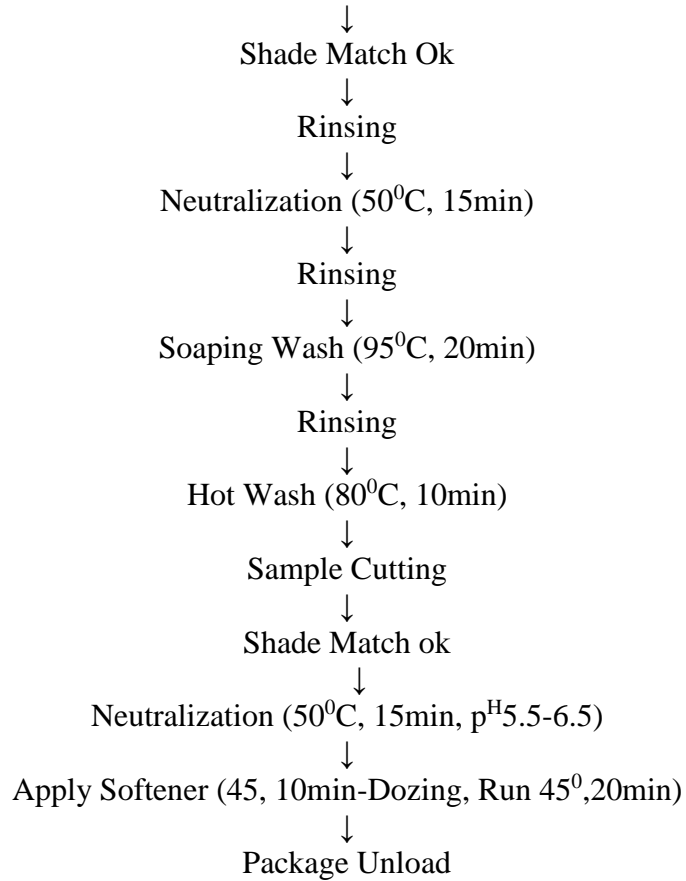 ↓
Shade Match Ok
↓
Rinsing
↓
Neutralization (50⁰C, 15min)
↓
Rinsing
↓
Soaping Wash (95⁰C, 20min)
↓
Rinsing
↓
Hot Wash (80⁰C, 10min)
↓
Sample Cutting
↓
Shade Match ok
↓
Neutralization (50⁰C, 15min, pᴴ5.5-6.5)
↓
Apply Softener (45, 10min-Dozing, Run 45⁰,20min)
↓
Package Unload